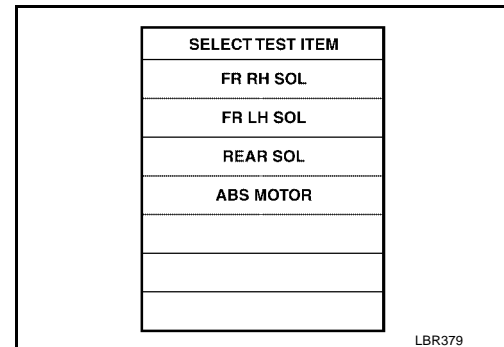 SELECT TEST ITEM
FR RH SOL
FR LH SOL
REAR SOL
ABS MOTOR
LBR379